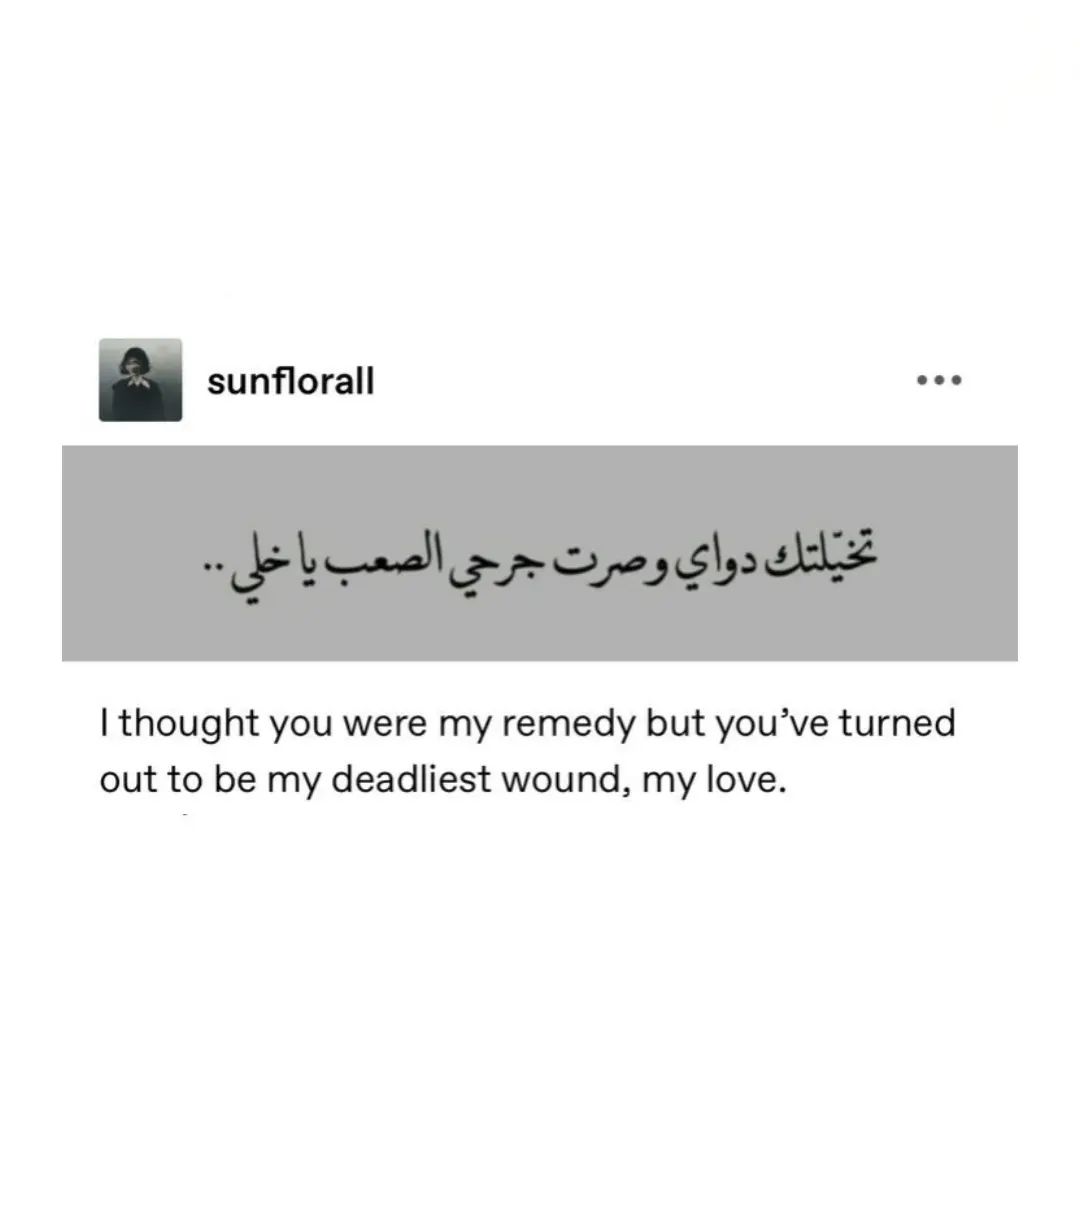 sunflorall
تخيّلتك دواي وصرت جرحي الصعب يا خلي ..
I thought you were my remedy but you’ve turned
out to be my deadliest wound, my love.